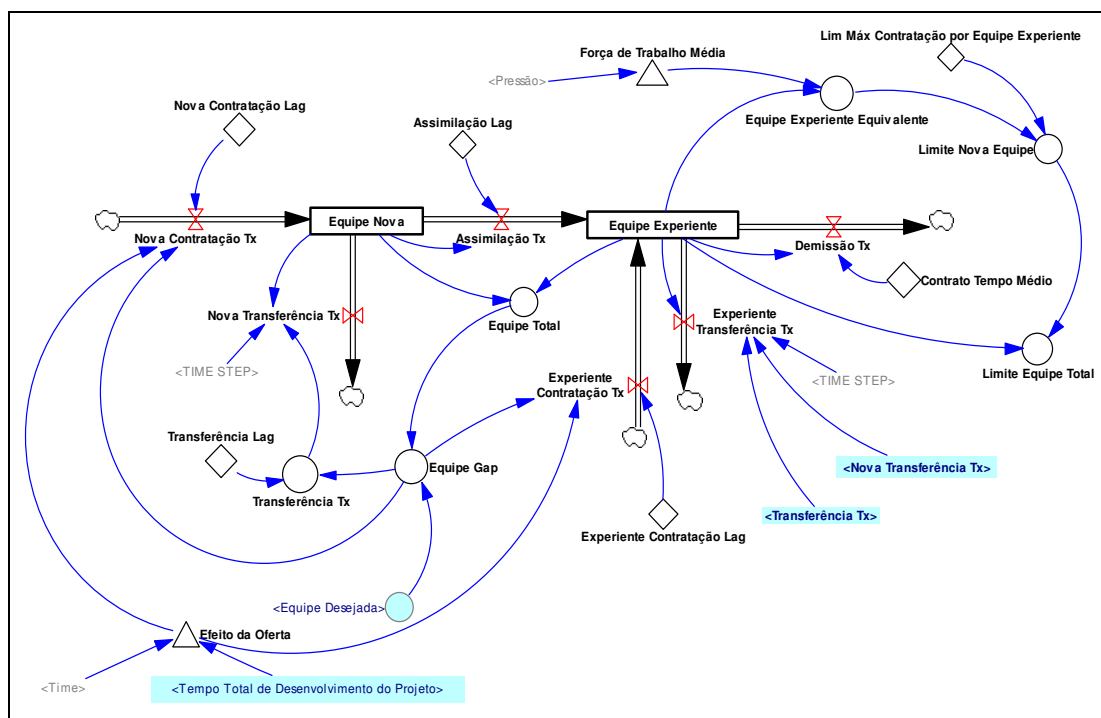 Lim Máx Contratação por Equipe Experiente
Força de Trabalho Média
<Pressão>
Nova Contratação Lag
Assimilação Lag
Equipe Experiente Equivalente
Limite Nova Equipe
Equipe Nova
Equipe Experiente
Nova Contratação Tx
Assimilação Tx
Demissão Tx
Contrato Tempo Médio
Nova Transferência Tx
Equipe Total
Experiente
Transferência Tx
<TIME STEP>
Experiente
Contratação Tx
<TIME STEP>
Limite Equipe Total
Transferência Lag
Equipe Gap
<Nova Transferência Tx>
Transferência Tx
<Transferência Tx>
Experiente Contratação Lag
<Equipe Desejada>
Efeito da Oferta
<Time>
<Tempo Total de Desenvolvimento do Projeto>